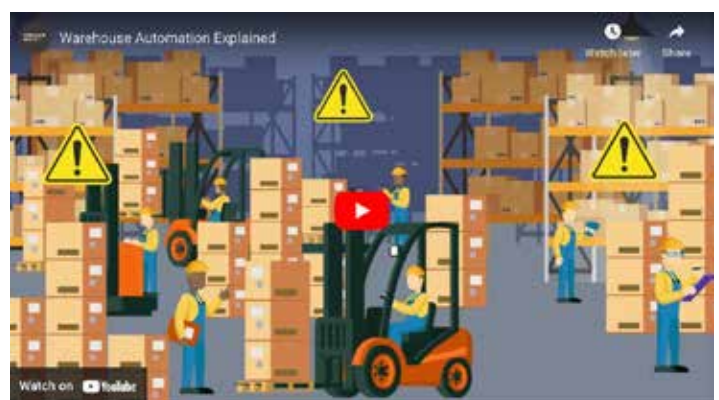 Warehouse Automation Explained
Watch later
Share
Watch on YouTube